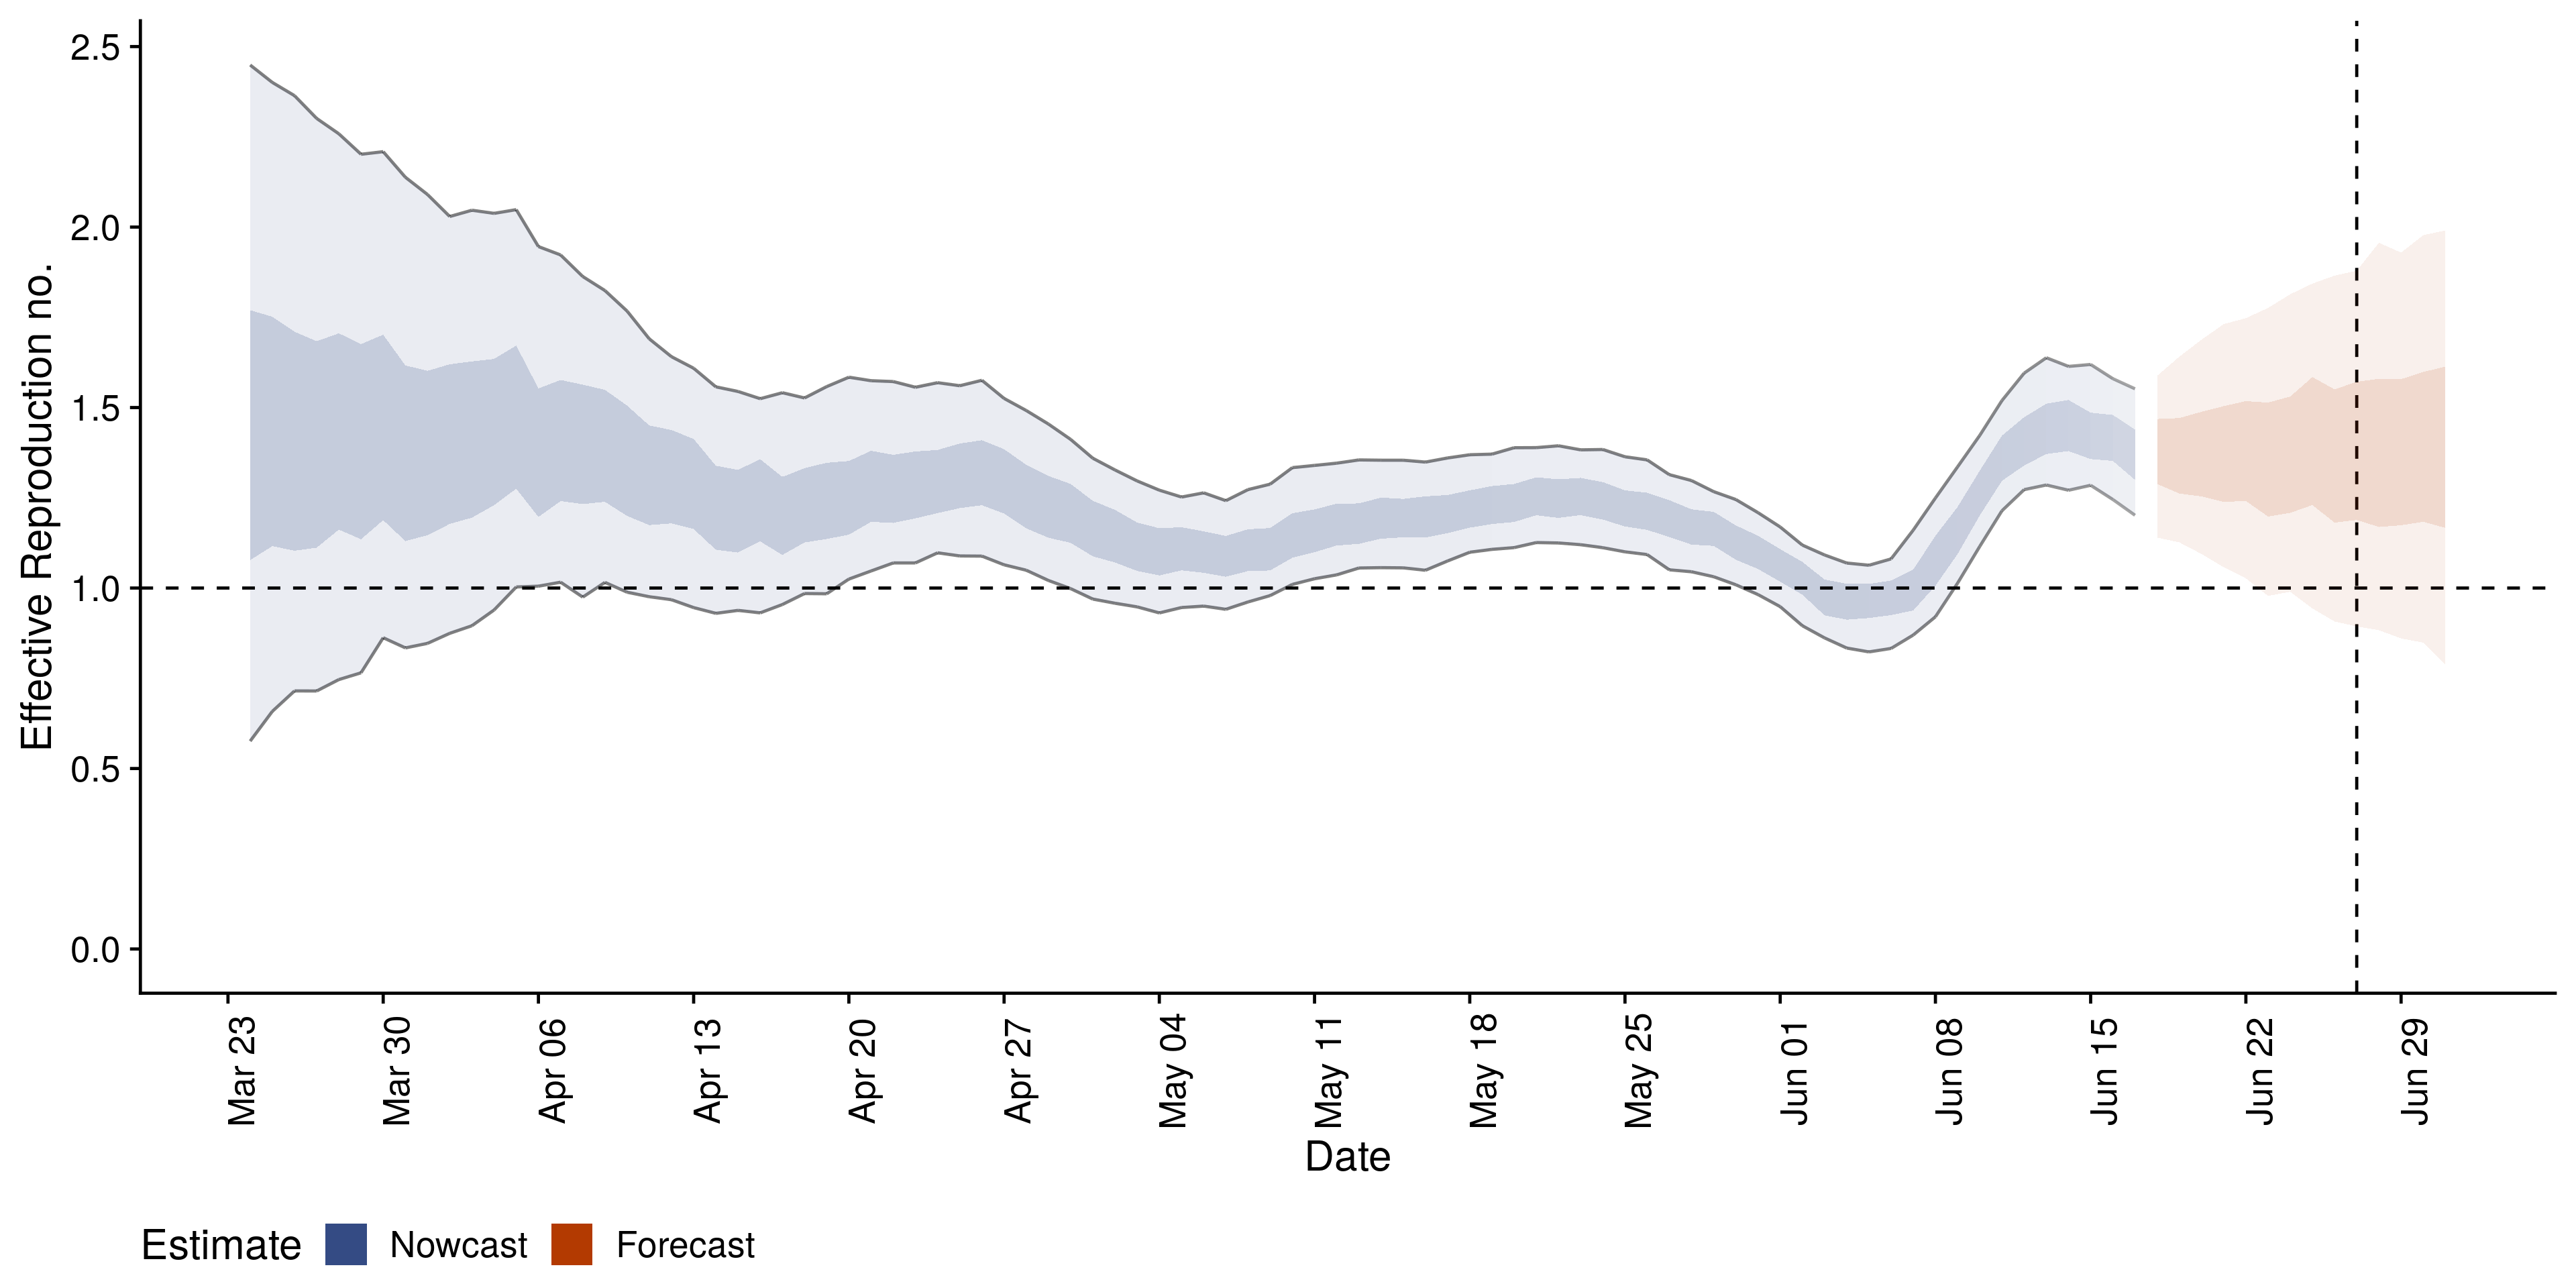 Effective Reproduction no.
2.5
2.0
1.5
1.0
0.5
0.0
Mar 23
Mar 30
Apr 06
Apr 13
Apr 20
Apr 27
May 04
May 11
May 18
May 25
Jun 01
Jun 08
Jun 15
Jun 22
Jun 29
Date
Estimate Nowcast Forecast